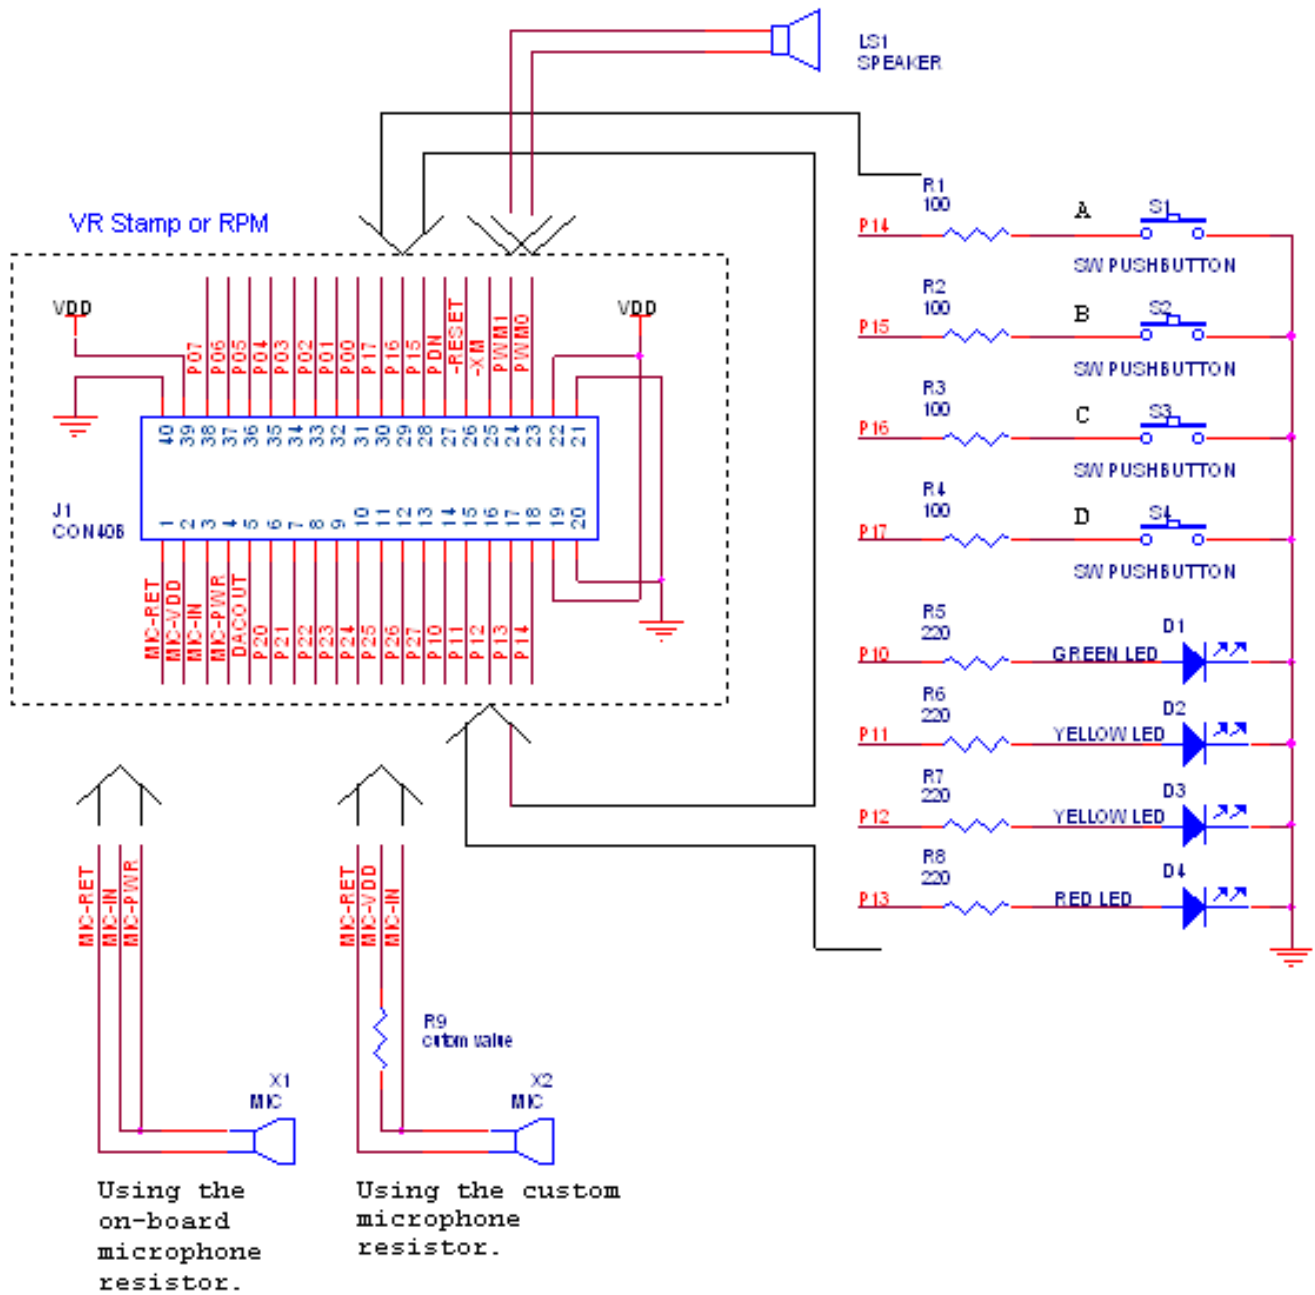 LS1
SPEAKER
VR Stamp or RPM
VDD
P07
P06
P05
P04
P03
P02
P01
P00
P17
P16
P15
PDN
-RESET
-XM
PWM1
PWM0
VDD
40 39 38 37 36 35 34 33 32 31 30 29 28 27 26 25 24 23 22 21
J1
CON40B
1 2 3 4 5 6 7 8 9 10 11 12 13 14 15 16 17 18 19 20
MIC-RET
MIC-VDD
MIC-IN
MIC-PWR
DACOUT
P20
P21
P22
P23
P24
P25
P26
P27
P10
P11
P12
P13
P14
R1
100
P14
A
S1
SW PUSHBUTTON
R2
100
P15
B
S2
SW PUSHBUTTON
R3
100
P16
C
S3
SW PUSHBUTTON
R4
100
P17
D
S4
SW PUSHBUTTON
R5
220
P10
GREEN LED
D1
R6
220
P11
YELLOW LED
D2
R7
220
P12
YELLOW LED
D3
R8
220
P13
RED LED
D4
MIC-RET
MIC-IN
MIC-PWR
X1
MIC
Using the
on-board
microphone
resistor.
MIC-RET
MIC-VDD
MIC-IN
R9
cutom value
X2
MIC
Using the custom
microphone
resistor.